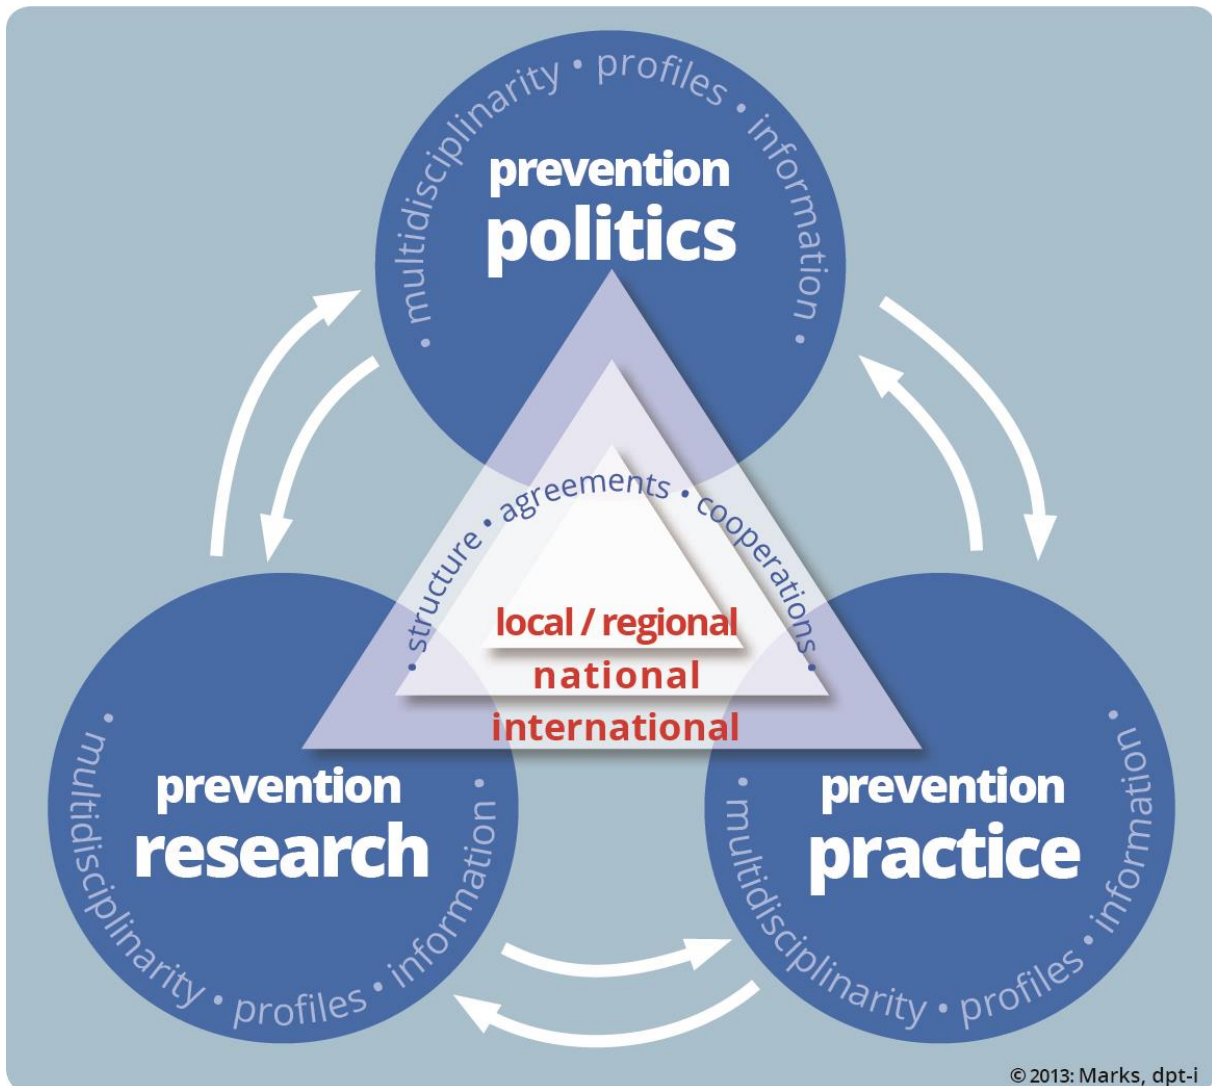 • multidisciplinarity • profiles • information •
prevention
politics
• structure • agreements • cooperations •
local / regional
national
international
prevention
research
• multidisciplinarity • profiles • information •
prevention
practice
• multidisciplinarity • profiles • information •
© 2013: Marks, dpt-i